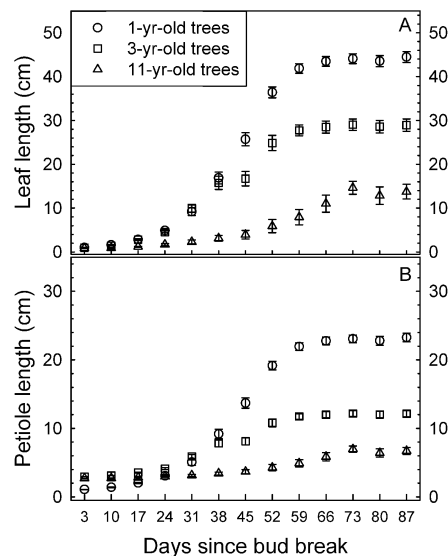 A
1-yr-old trees
3-yr-old trees
11-yr-old trees
Leaf length (cm)
50
40
30
20
10
0
50
40
30
20
10
0
B
Petiole length (cm)
30
20
10
0
30
20
10
0
3 10 17 24 31 38 45 52 59 66 73 80 87
Days since bud break